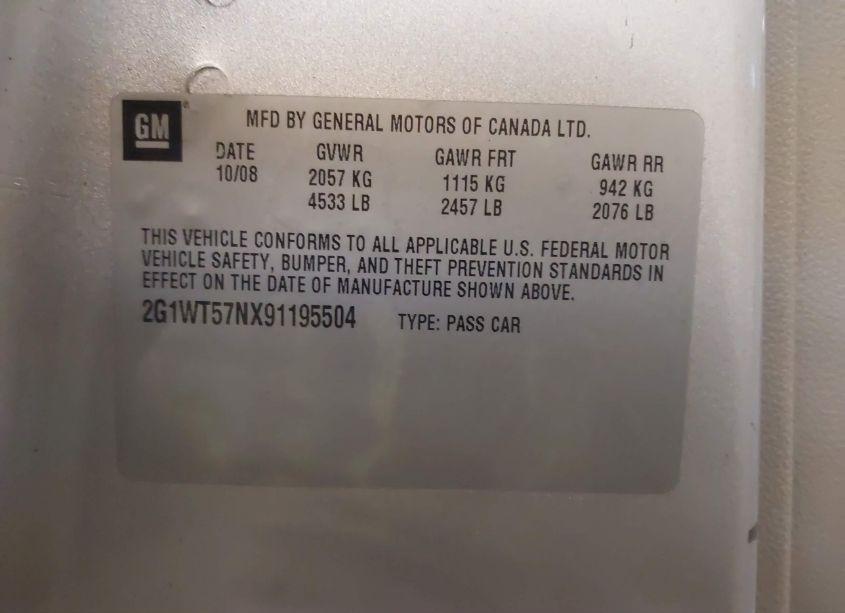 GM
MFD BY GENERAL MOTORS OF CANADA LTD.
DATE GVWR GAWR FRT GAWR RR
10/08 2057 KG 1115 KG 942 KG
4533 LB 2457 LB 2076 LB
THIS VEHICLE CONFORMS TO ALL APPLICABLE U.S. FEDERAL MOTOR
VEHICLE SAFETY, BUMPER, AND THEFT PREVENTION STANDARDS IN
EFFECT ON THE DATE OF MANUFACTURE SHOWN ABOVE.
2G1WT57NX91195504 TYPE: PASS CAR